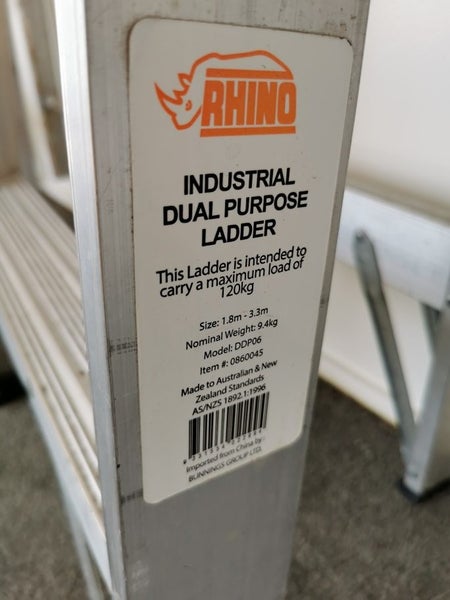 RHINO
INDUSTRIAL
DUAL PURPOSE
LADDER
This Ladder is intended to
carry a maximum load of
120kg
Size: 1.8m - 3.3m
Nominal Weight: 9.4kg
Model: DDP06
Item #: 0860045
Made to Australian & New
Zealand Standards
AS/NZS 1892.1:1996
Imported from China by:
BUNNINGS GROUP LTD.